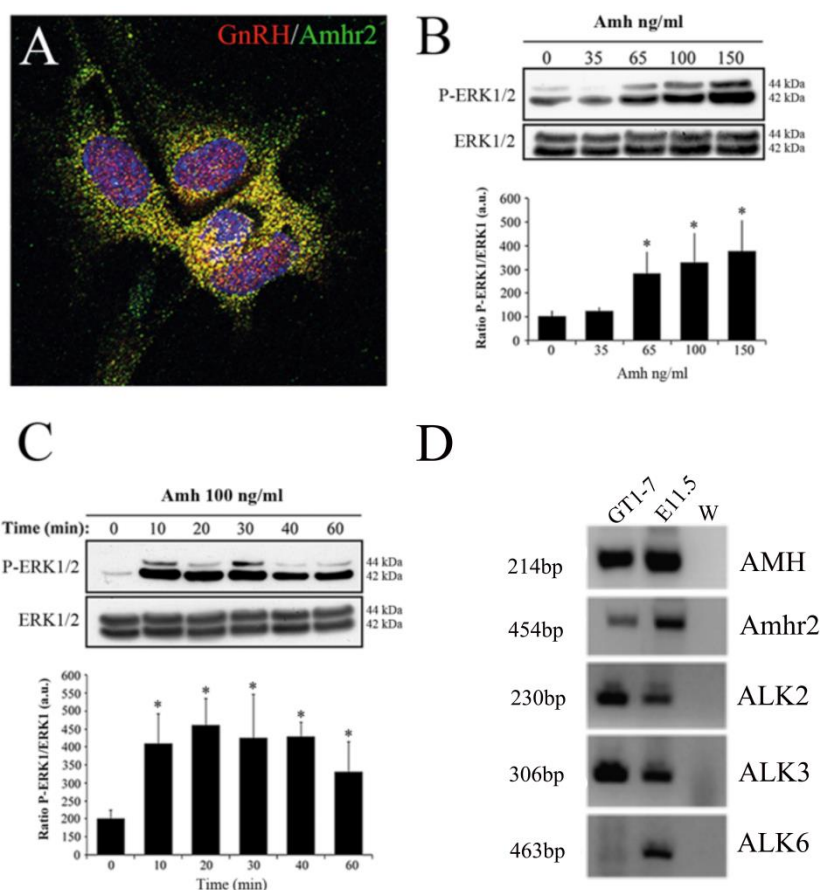 A
GnRH/Amhr2
B
Amh ng/ml
0 35 65 100 150
P-ERK1/2
44 kDa
42 kDa
ERK1/2
44 kDa
42 kDa
Ratio P-ERK1/ERK1 (a.u.)
600
500
400
300
200
100
0
* * *
0 35 65 100 150
Amh ng/ml
C
Amh 100 ng/ml
Time (min): 0 10 20 30 40 60
P-ERK1/2
44 kDa
42 kDa
ERK1/2
44 kDa
42 kDa
Ratio P-ERK1/ERK1 (a.u.)
600
550
500
450
400
350
300
250
200
150
0
* * * * *
0 10 20 30 40 60
Time (min)
D
GT1-7 E11.5 W
214bp AMH
454bp Amhr2
230bp ALK2
306bp ALK3
463bp ALK6